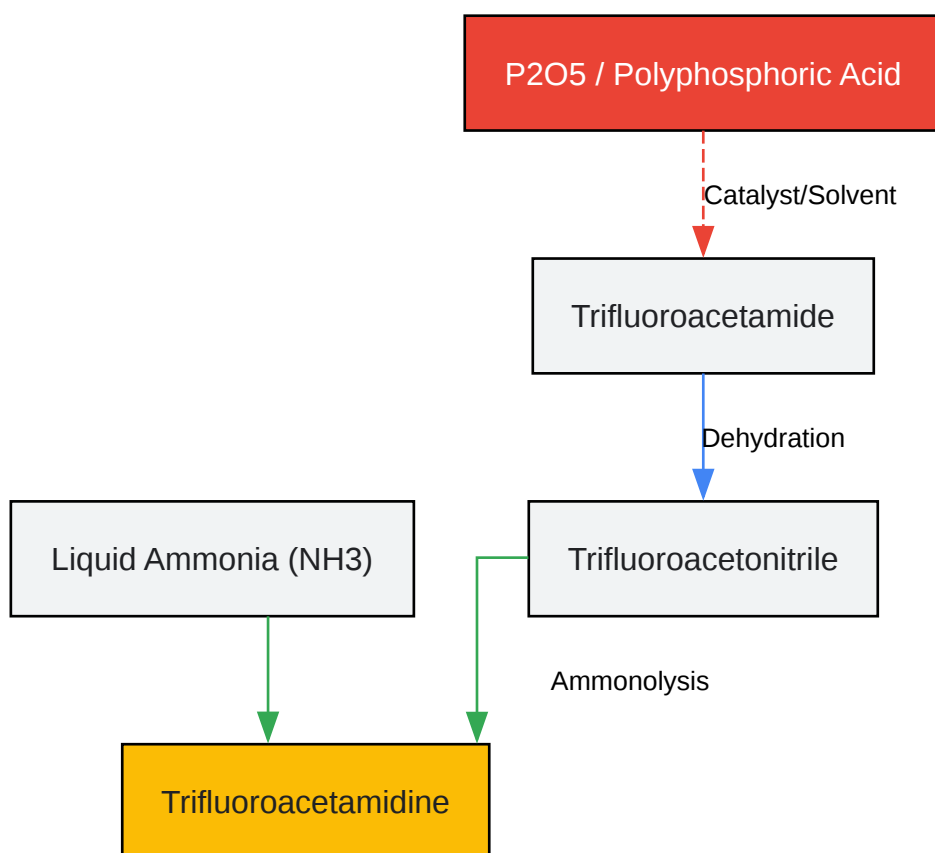 P2O5 / Polyphosphoric Acid
Catalyst/Solvent
Trifluoroacetamide
Dehydration
Liquid Ammonia (NH3)
Trifluoroacetonitrile
Ammonolysis
Trifluoroacetamidine